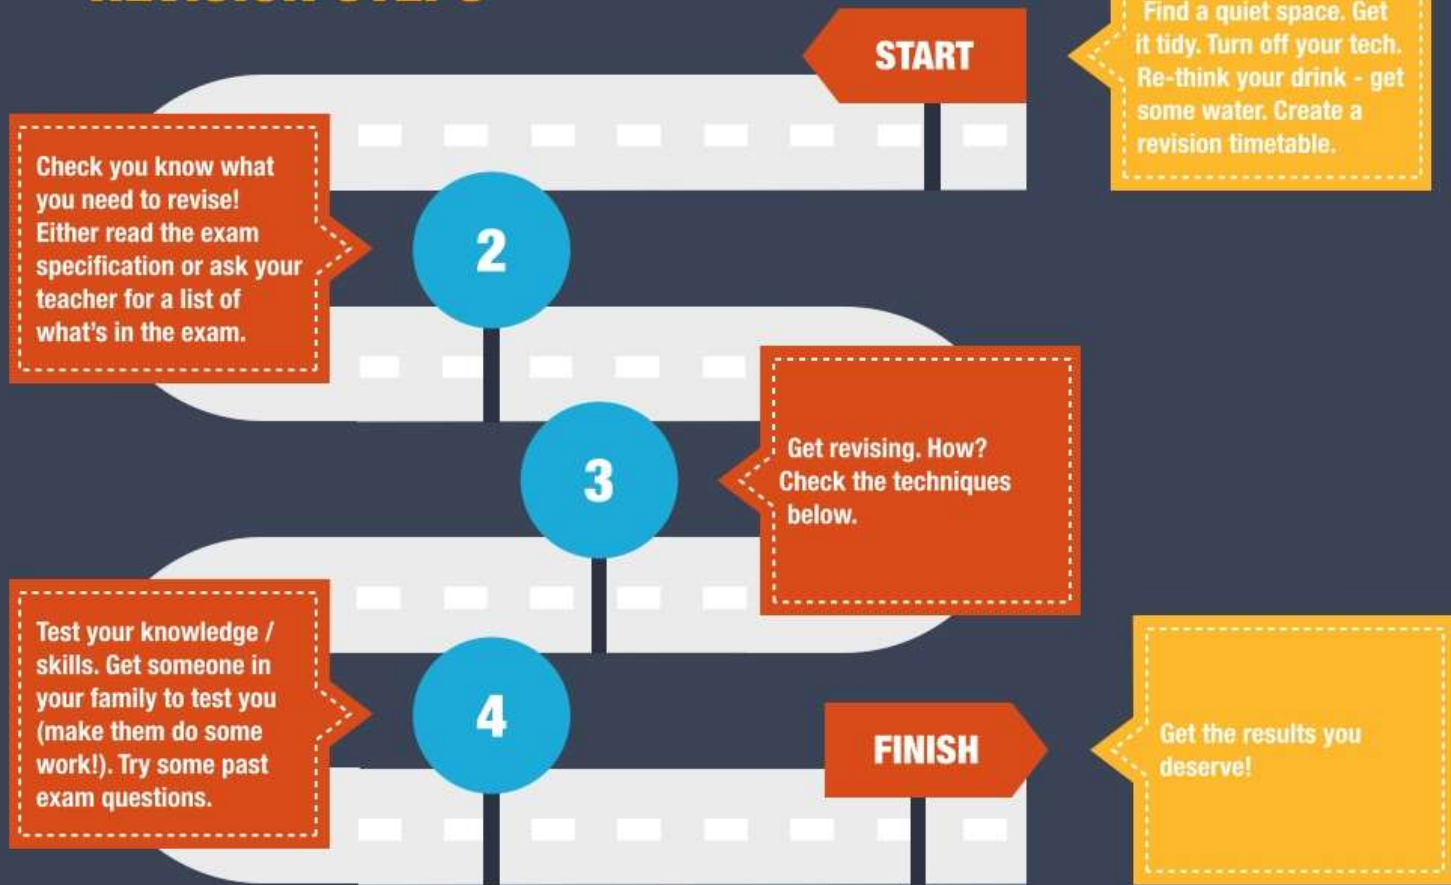 REVISION STEPS
START
Find a quiet space. Get
it tidy. Turn off your tech.
Re-think your drink - get
some water. Create a
revision timetable.
Check you know what
you need to revise!
Either read the exam
specification or ask your
teacher for a list of
what's in the exam.
2
3
Get revising. How?
Check the techniques
below.
Test your knowledge /
skills. Get someone in
your family to test you
(make them do some
work!). Try some past
exam questions.
4
FINISH
Get the results you
deserve!